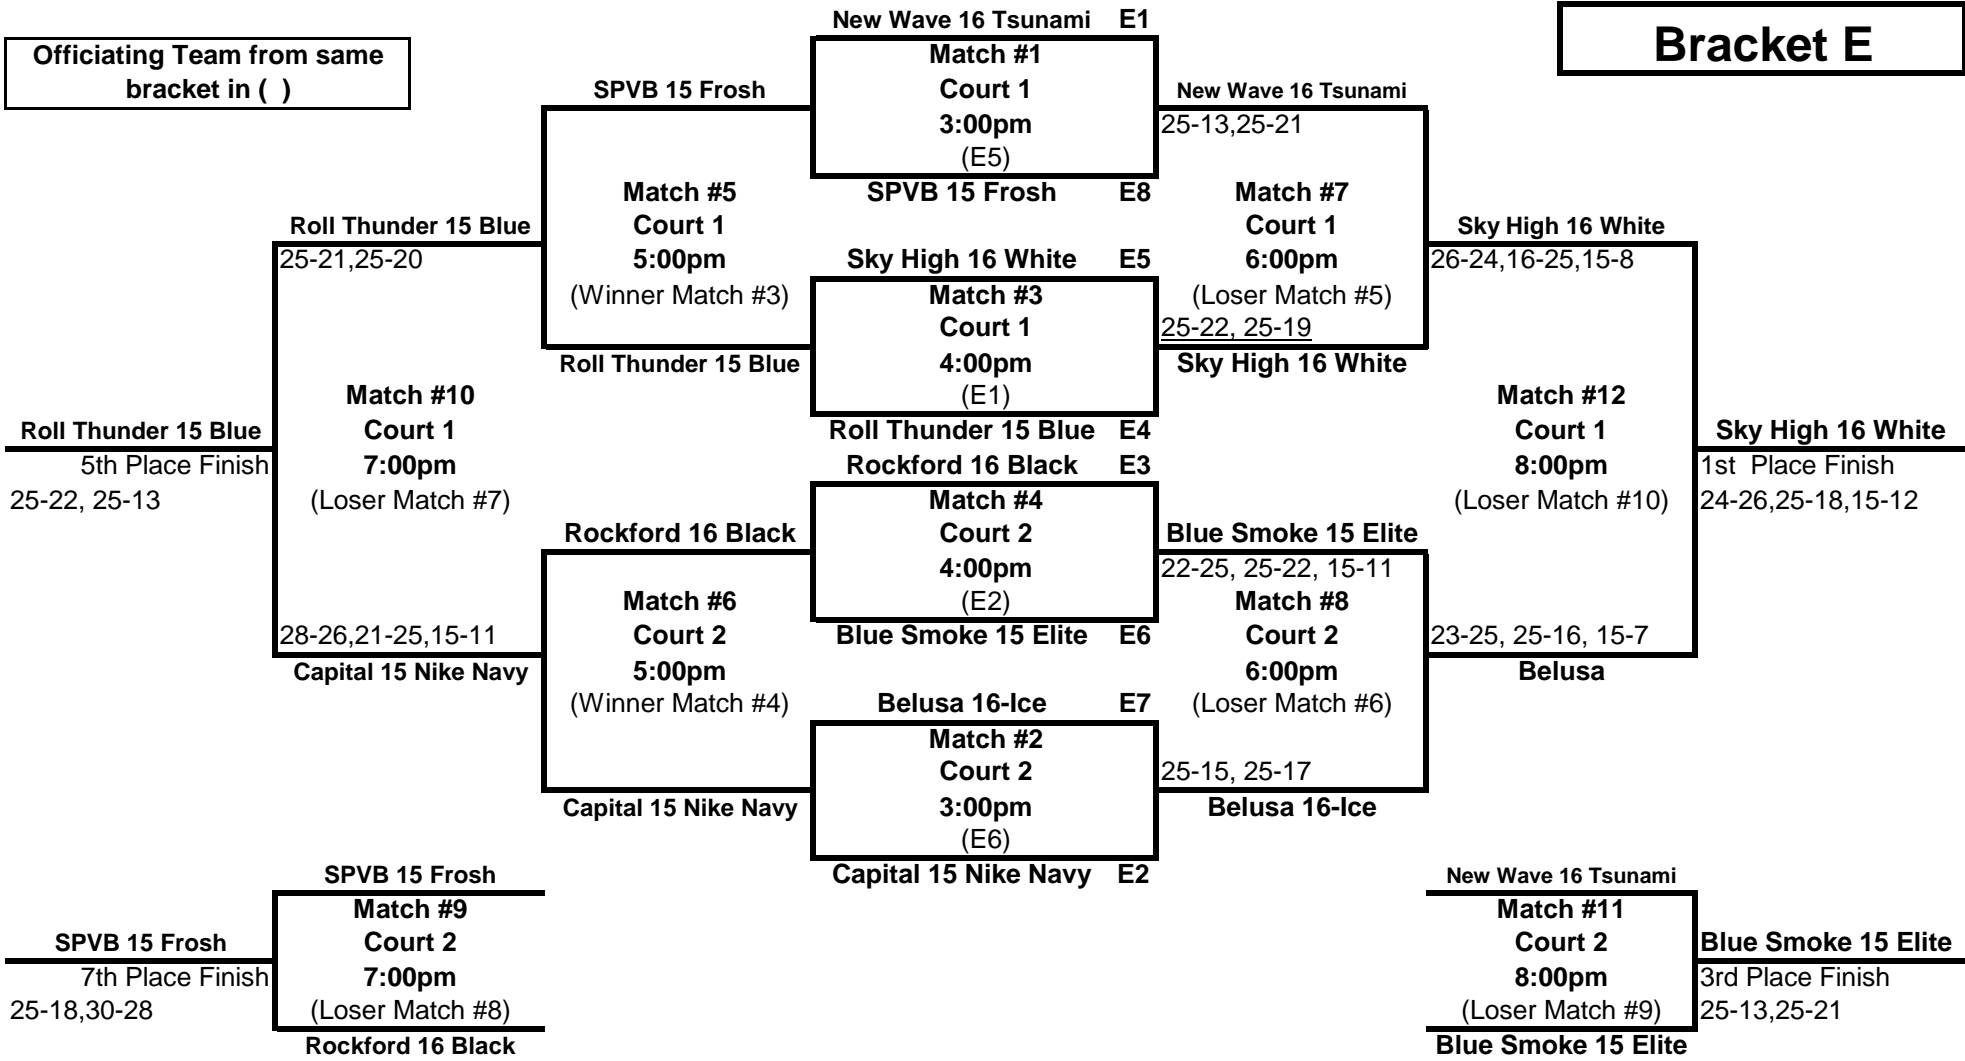 New Wave 16 Tsunami E1
Bracket E
Officiating Team from same
bracket in ( )
Match #1
Court 1
3:00pm
(E5)
SPVB 15 Frosh E8
SPVB 15 Frosh
New Wave 16 Tsunami
25-13,25-21
Match #5
Court 1
5:00pm
(Winner Match #3)
Match #7
Court 1
6:00pm
(Loser Match #5)
Roll Thunder 15 Blue
25-21,25-20
Sky High 16 White E5
Match #3
Court 1
4:00pm
(E1)
Roll Thunder 15 Blue E4
Sky High 16 White
26-24,16-25,15-8
25-22, 25-19
Sky High 16 White
Roll Thunder 15 Blue
Match #10
Court 1
7:00pm
(Loser Match #7)
Match #12
Court 1
8:00pm
(Loser Match #10)
Roll Thunder 15 Blue
5th Place Finish
25-22, 25-13
Sky High 16 White
1st Place Finish
24-26,25-18,15-12
Rockford 16 Black E3
Match #4
Court 2
4:00pm
(E2)
Blue Smoke 15 Elite E6
Rockford 16 Black
Blue Smoke 15 Elite
22-25, 25-22, 15-11
Match #6
Court 2
5:00pm
(Winner Match #4)
Match #8
Court 2
6:00pm
(Loser Match #6)
28-26,21-25,15-11
Capital 15 Nike Navy
23-25, 25-16, 15-7
Belusa
Belusa 16-Ice E7
Match #2
Court 2
3:00pm
(E6)
Capital 15 Nike Navy E2
Capital 15 Nike Navy
25-15, 25-17
Belusa 16-Ice
SPVB 15 Frosh
Match #9
Court 2
7:00pm
(Loser Match #8)
Rockford 16 Black
SPVB 15 Frosh
7th Place Finish
25-18,30-28
New Wave 16 Tsunami
Match #11
Court 2
8:00pm
(Loser Match #9)
Blue Smoke 15 Elite
Blue Smoke 15 Elite
3rd Place Finish
25-13,25-21